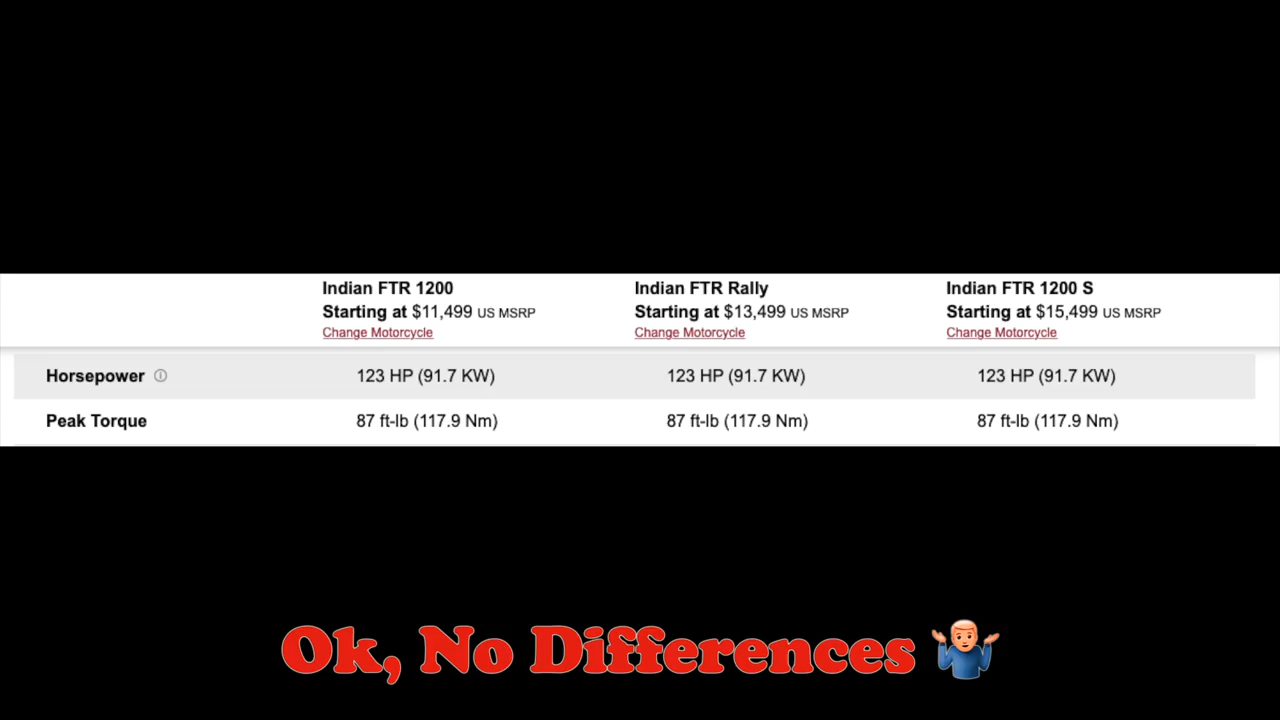 Indian FTR 1200 Indian FTR Rally Indian FTR 1200 S
Starting at $11,499 US MSRP Starting at $13,499 US MSRP Starting at $15,499 US MSRP
Change Motorcycle Change Motorcycle Change Motorcycle
Horsepower 123 HP (91.7 KW) 123 HP (91.7 KW) 123 HP (91.7 KW)
Peak Torque 87 ft-lb (117.9 Nm) 87 ft-lb (117.9 Nm) 87 ft-lb (117.9 Nm)
Ok, No Differences 🤷🏼‍♂️